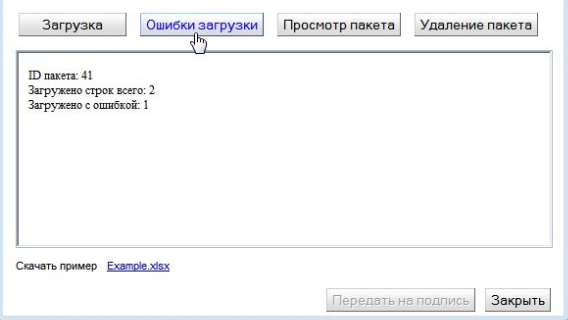 Загрузка Ошибки загрузки Просмотр пакета Удаление пакета
ID пакета: 41
Загружено строк всего: 2
Загружено с ошибкой: 1
Скачать пример Example.xlsx
Передать на подпись Закрыть